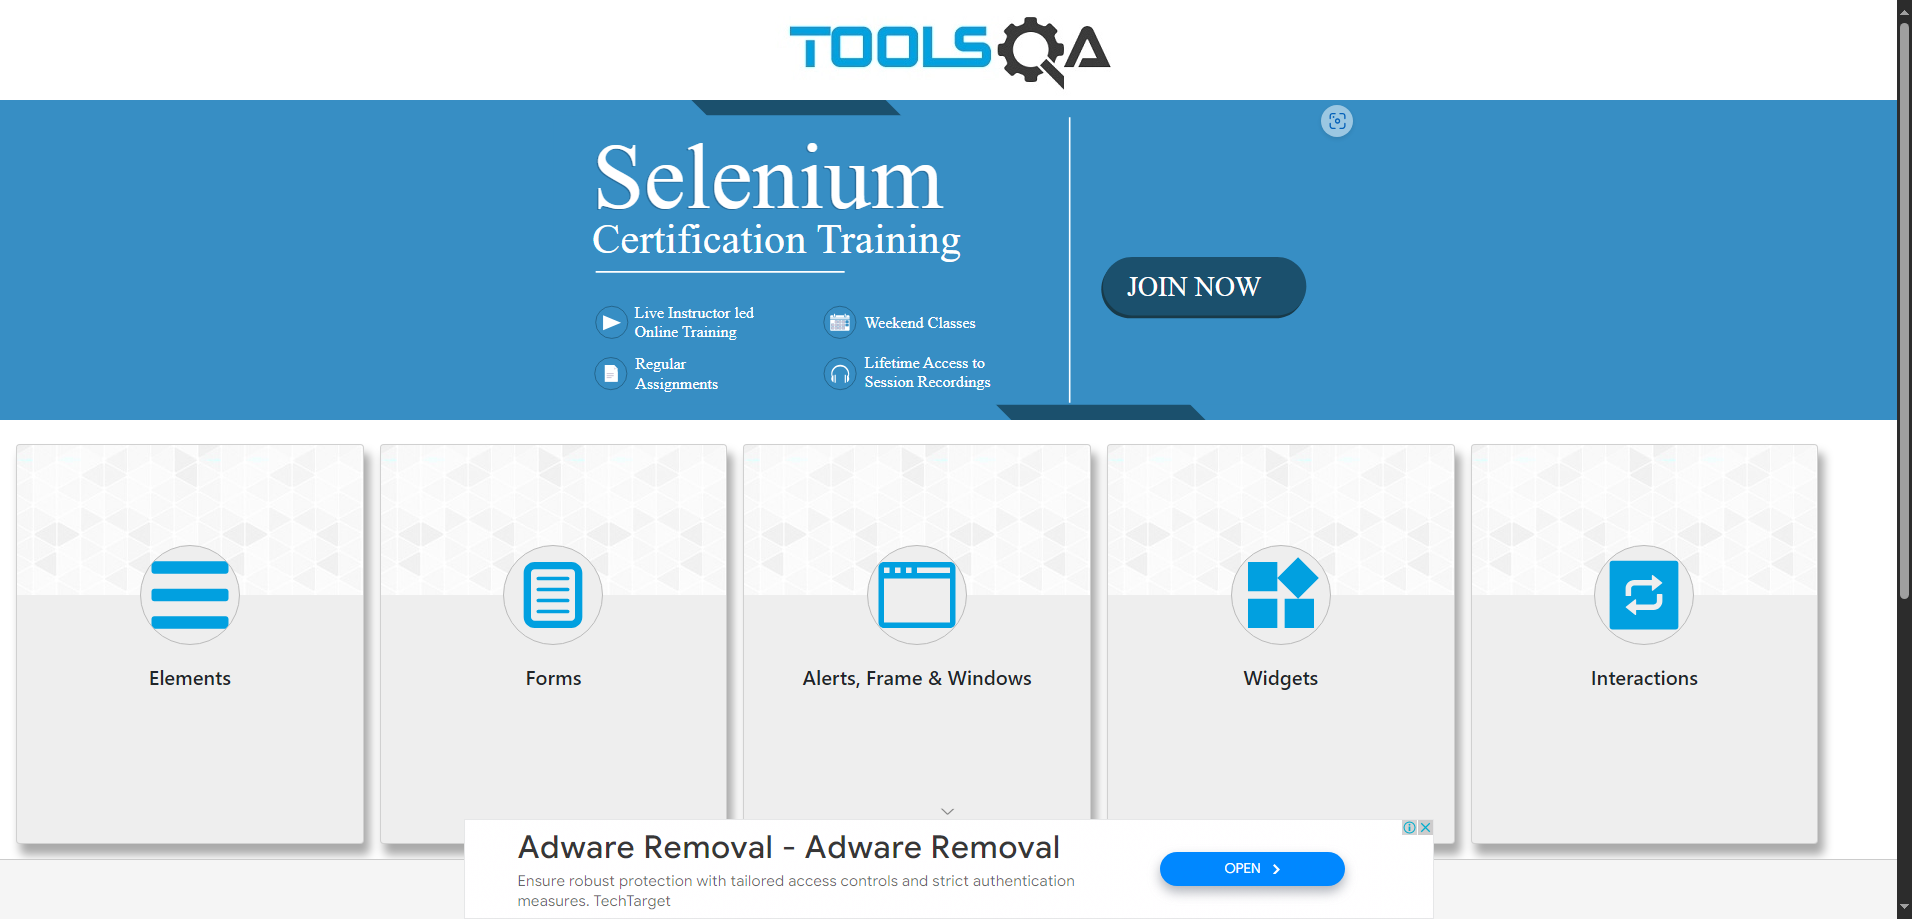 TOOLSQA
Selenium
Certification Training
JOIN NOW
Live Instructor led
Online Training
Weekend Classes
Regular
Assignments
Lifetime Access to
Session Recordings
Elements
Forms
Alerts, Frame & Windows
Widgets
Interactions
Adware Removal - Adware Removal
Ensure robust protection with tailored access controls and strict authentication
measures. TechTarget
OPEN